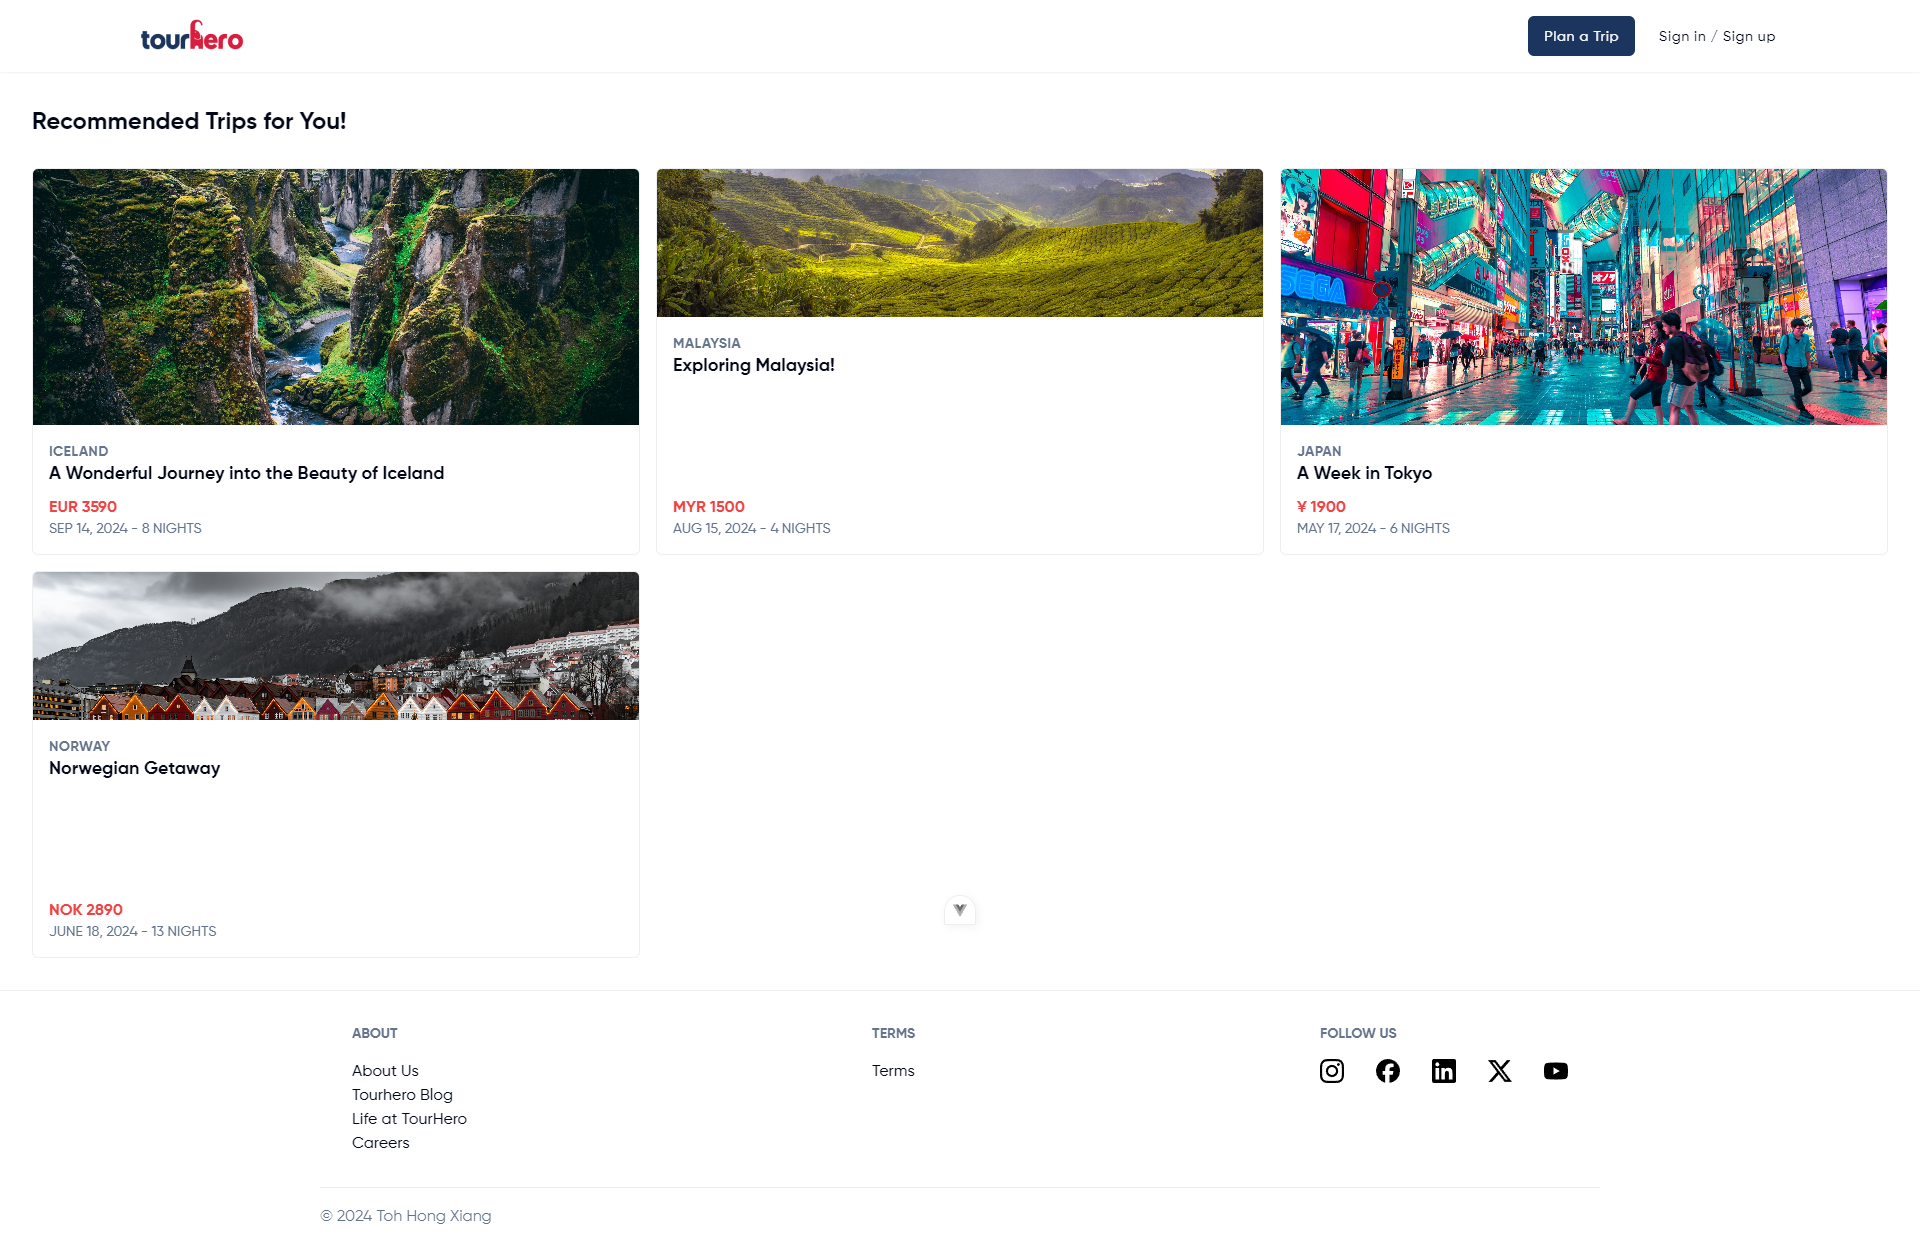 tourhero
Plan a Trip
Sign in / Sign up
Recommended Trips for You!
SEGA
ICELAND
A Wonderful Journey into the Beauty of Iceland
EUR 3590
SEP 14, 2024 - 8 NIGHTS
MALAYSIA
Exploring Malaysia!
MYR 1500
AUG 15, 2024 - 4 NIGHTS
JAPAN
A Week in Tokyo
¥ 1900
MAY 17, 2024 - 6 NIGHTS
NORWAY
Norwegian Getaway
NOK 2890
JUNE 18, 2024 - 13 NIGHTS
ABOUT
About Us
Tourhero Blog
Life at TourHero
Careers
TERMS
Terms
FOLLOW US
© 2024 Toh Hong Xiang